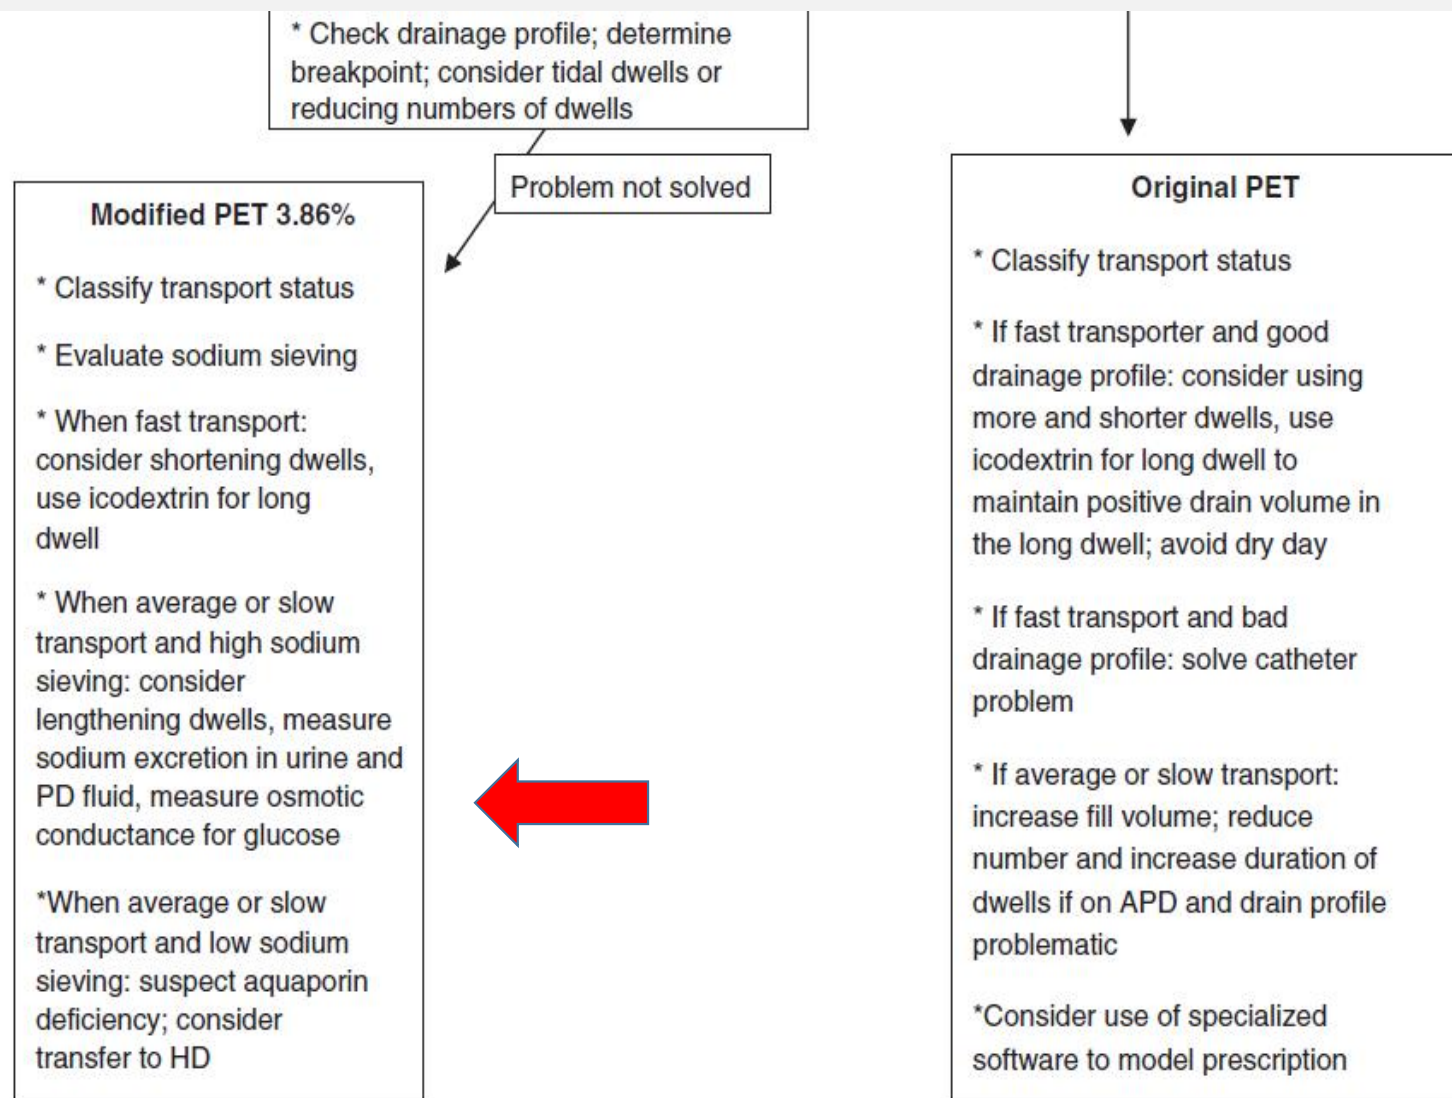 * Check drainage profile; determine
breakpoint; consider tidal dwells or
reducing numbers of dwells
Problem not solved
Modified PET 3.86%
* Classify transport status
* Evaluate sodium sieving
* When fast transport:
consider shortening dwells,
use icodextrin for long
dwell
* When average or slow
transport and high sodium
sieving: consider
lengthening dwells, measure
sodium excretion in urine and
PD fluid, measure osmotic
conductance for glucose
*When average or slow
transport and low sodium
sieving: suspect aquaporin
deficiency; consider
transfer to HD
Original PET
* Classify transport status
* If fast transporter and good
drainage profile: consider using
more and shorter dwells, use
icodextrin for long dwell to
maintain positive drain volume in
the long dwell; avoid dry day
* If fast transport and bad
drainage profile: solve catheter
problem
* If average or slow transport:
increase fill volume; reduce
number and increase duration of
dwells if on APD and drain profile
problematic
*Consider use of specialized
software to model prescription